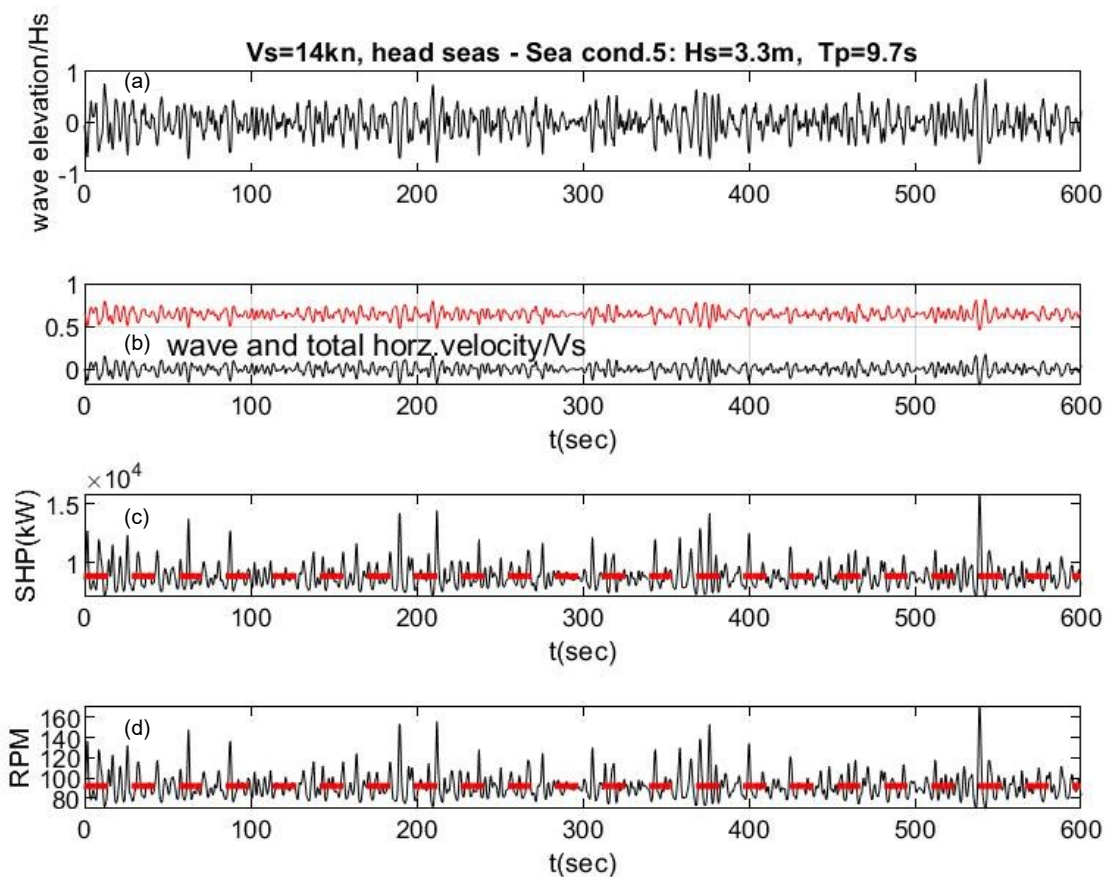 Vs=14kn, head seas - Sea cond.5: Hs=3.3m, Tp=9.7s
wave elevation/Hs
(a)
1
0
-1
0 100 200 300 400 500 600
1
0.5
0
(b) wave and total horz.velocity/Vs
0 100 200 300 400 500 600
t(sec)
×10⁴
SHP(kW)
(c)
1.5
1
0 100 200 300 400 500 600
t(sec)
RPM
(d)
160
140
120
100
80
0 100 200 300 400 500 600
t(sec)